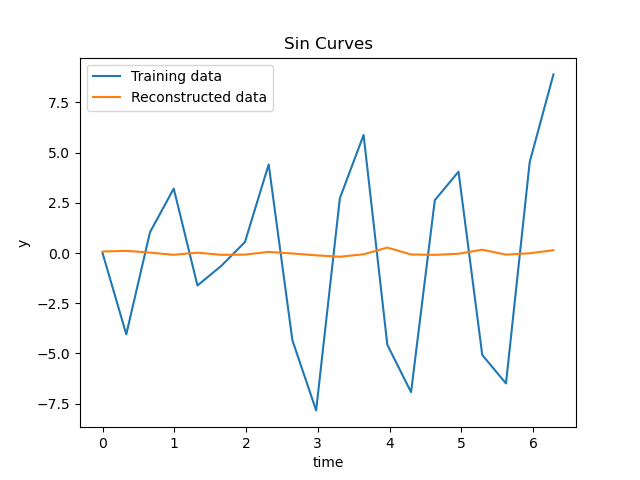 Sin Curves
Training data
Reconstructed data
y
7.5
5.0
2.5
0.0
−2.5
−5.0
−7.5
0 1 2 3 4 5 6
time